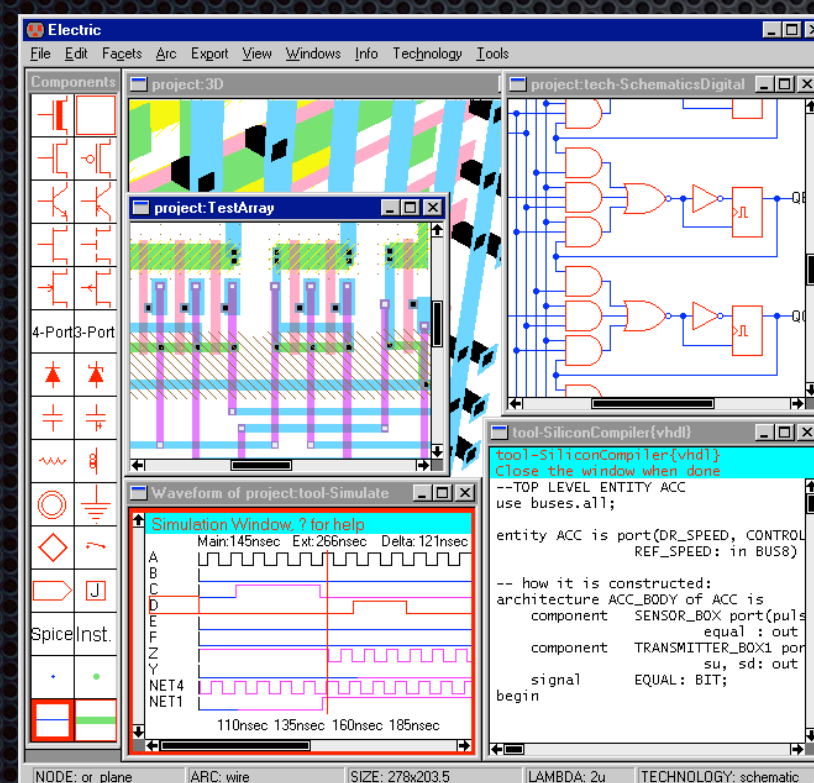 Electric
File Edit Facets Arc Export View Windows Info Technology Tools
Components
4-Port 3-Port
J
Spice Inst.
project:3D
project:tech-SchematicsDigital
QB
QC
project:TestArray
Waveform of project:tool-Simulate
Simulation Window, ? for help
Main:145nsec Ext:266nsec Delta: 121nsec
A
B
C
D
E
F
Z
Y
NET4
NET1
110nsec 135nsec 160nsec 185nsec
tool-SiliconCompiler{vhdl}
tool-SiliconCompiler{vhdl}
Close the window when done
--TOP LEVEL ENTITY ACC
use buses.all;
entity ACC is port(DR_SPEED, CONTROL
REF_SPEED: in BUS8)
-- how it is constructed:
architecture ACC_BODY of ACC is
component SENSOR_BOX port(puls
equal : out
component TRANSMITTER_BOX1 por
su, sd: out
signal EQUAL: BIT;
begin
NODE: or_plane ARC: wire SIZE: 278x203.5 LAMBDA: 2u TECHNOLOGY: schematic